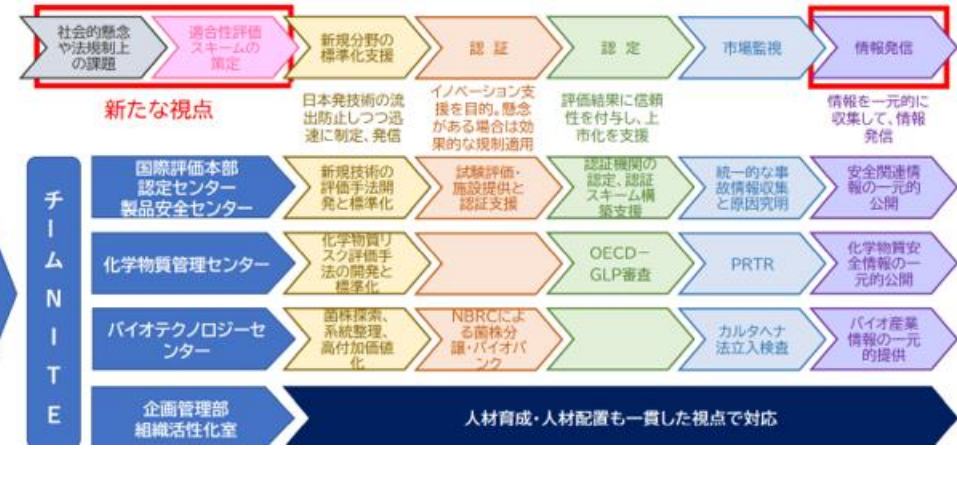 社会的懸念
や法規制上
の課題
適合性評価
スキームの
策定
新規分野の
標準化支援
認 証
認 定
市場監視
情報発信
新たな視点
日本発技術の流
出防止しつつ迅
速に制定、発信
イノベーション支
援を目的。懸念
がある場合は効
果的な規制適用
評価結果に信頼
性を付与し、上
市化を支援
情報を一元的に
収集して、情報
発信
チームNITE
国際評価本部
認定センター
製品安全センター
新規技術の
評価手法開
発と標準化
試験評価・
施設提供と
認証支援
認証機関の
認定、認証
スキーム構
築支援
統一的な事
故情報収集
と原因究明
安全関連情
報の一元的
公開
化学物質管理センター
化学物質リ
スク評価手
法の開発と
標準化
OECD－
GLP審査
PRTR
化学物質安
全情報の一
元的公開
バイオテクノロジーセ
ンター
菌株探索、
系統整理、
高付加価値
化
NBRCによ
る菌株分
譲・バイオバ
ンク
カルタヘナ
法立入検査
バイオ産業
情報の一元
的提供
企画管理部
組織活性化室
人材育成・人材配置も一貫した視点で対応